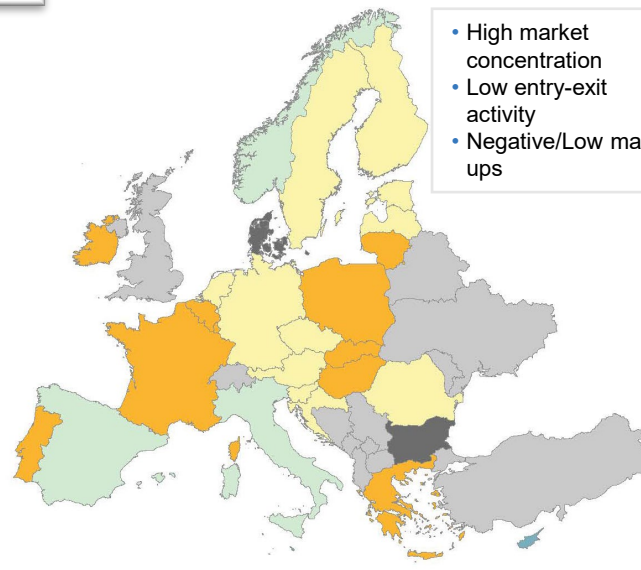 • High market
concentration
• Low entry-exit
activity
• Negative/Low ma
ups